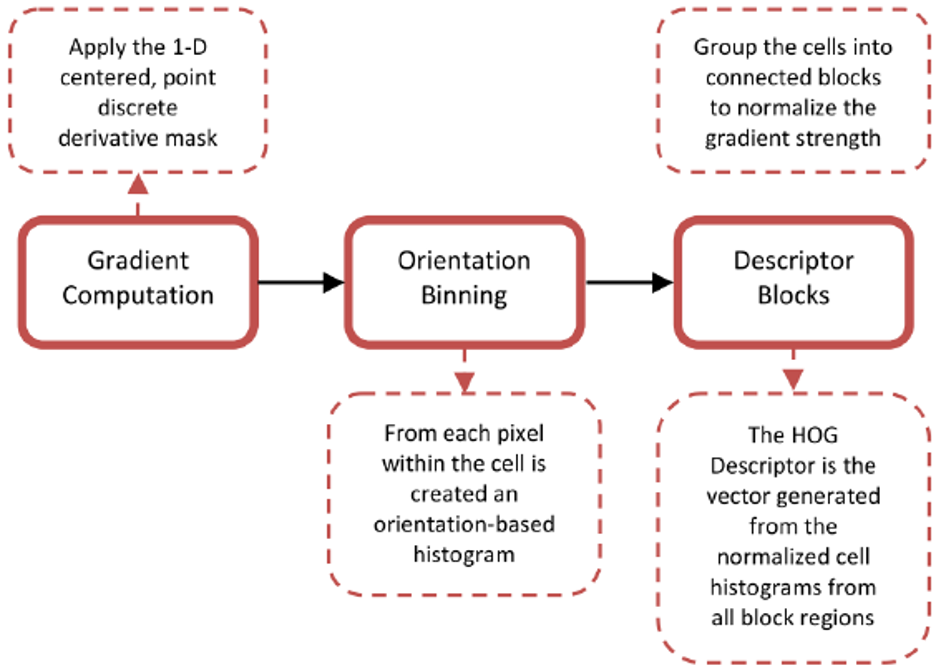 Apply the 1-D
centered, point
discrete
derivative mask
Group the cells into
connected blocks
to normalize the
gradient strength
Gradient
Computation
Orientation
Binning
Descriptor
Blocks
From each pixel
within the cell is
created an
orientation-based
histogram
The HOG
Descriptor is the
vector generated
from the
normalized cell
histograms from
all block regions